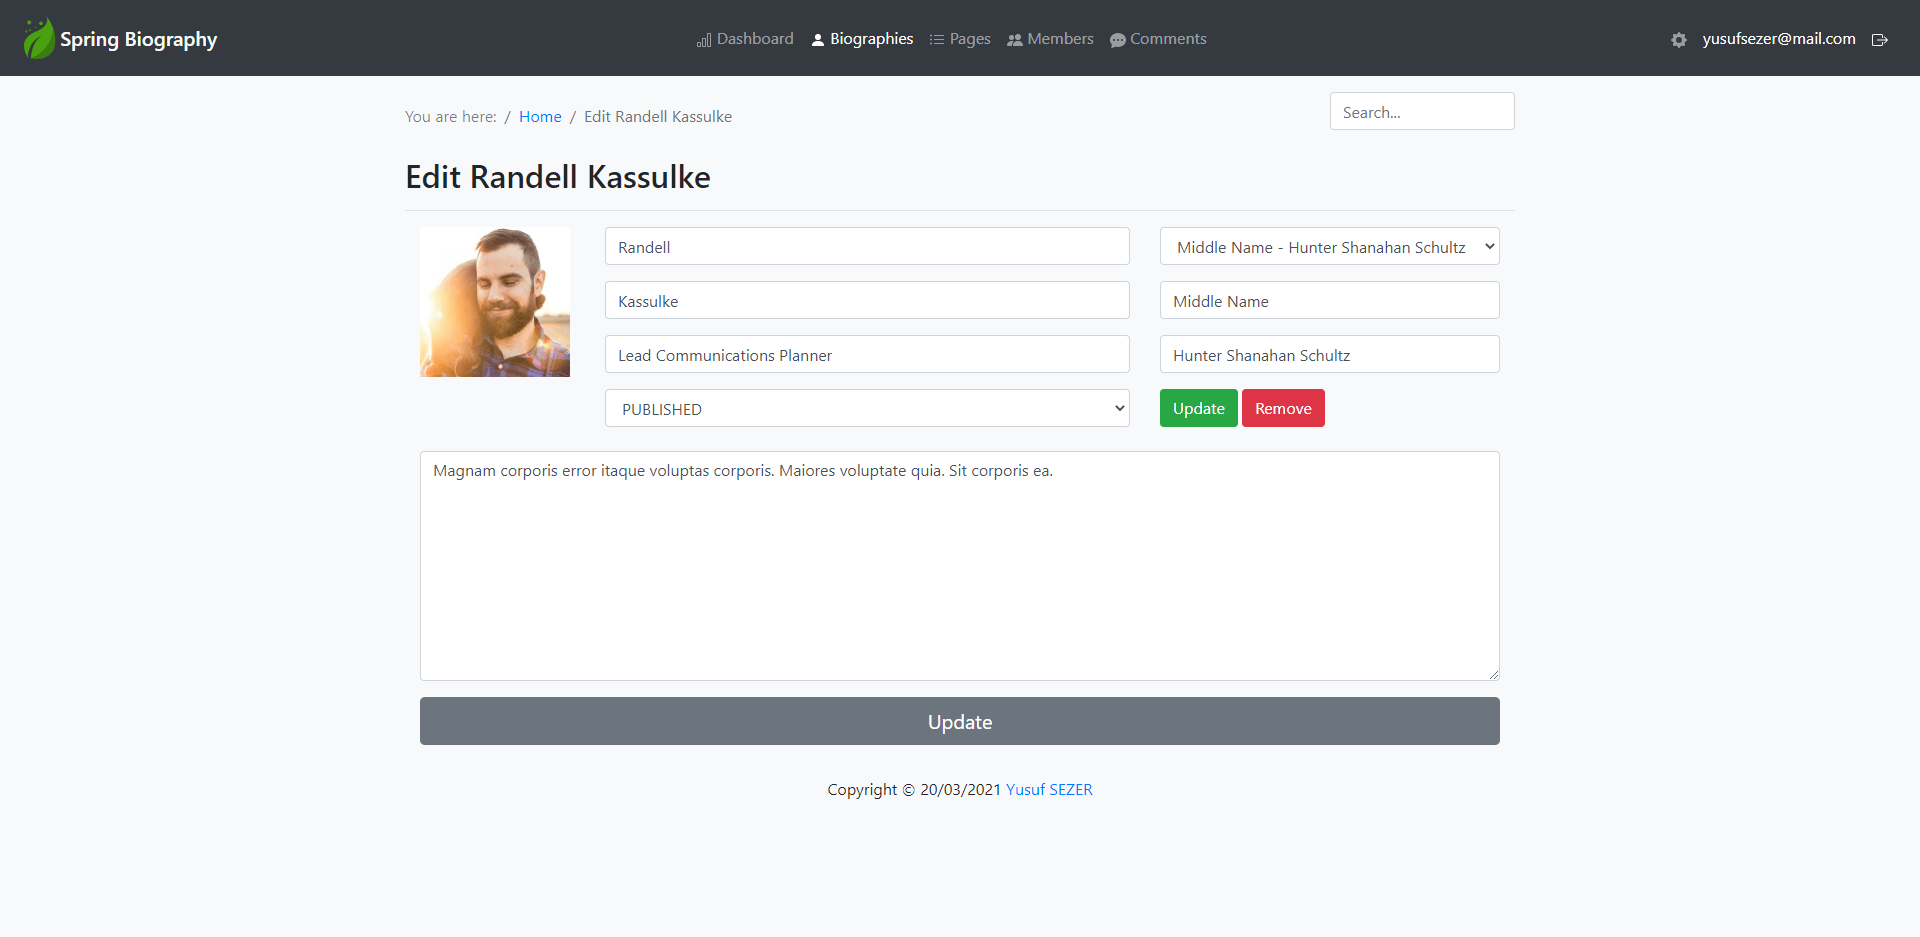 Spring Biography
Dashboard Biographies Pages Members Comments
yusufsezer@mail.com
You are here: / Home / Edit Randell Kassulke
Search...
Edit Randell Kassulke
Randell
Middle Name - Hunter Shanahan Schultz
Kassulke
Middle Name
Lead Communications Planner
Hunter Shanahan Schultz
PUBLISHED
Update Remove
Magnam corporis error itaque voluptas corporis. Maiores voluptate quia. Sit corporis ea.
Update
Copyright © 20/03/2021 Yusuf SEZER